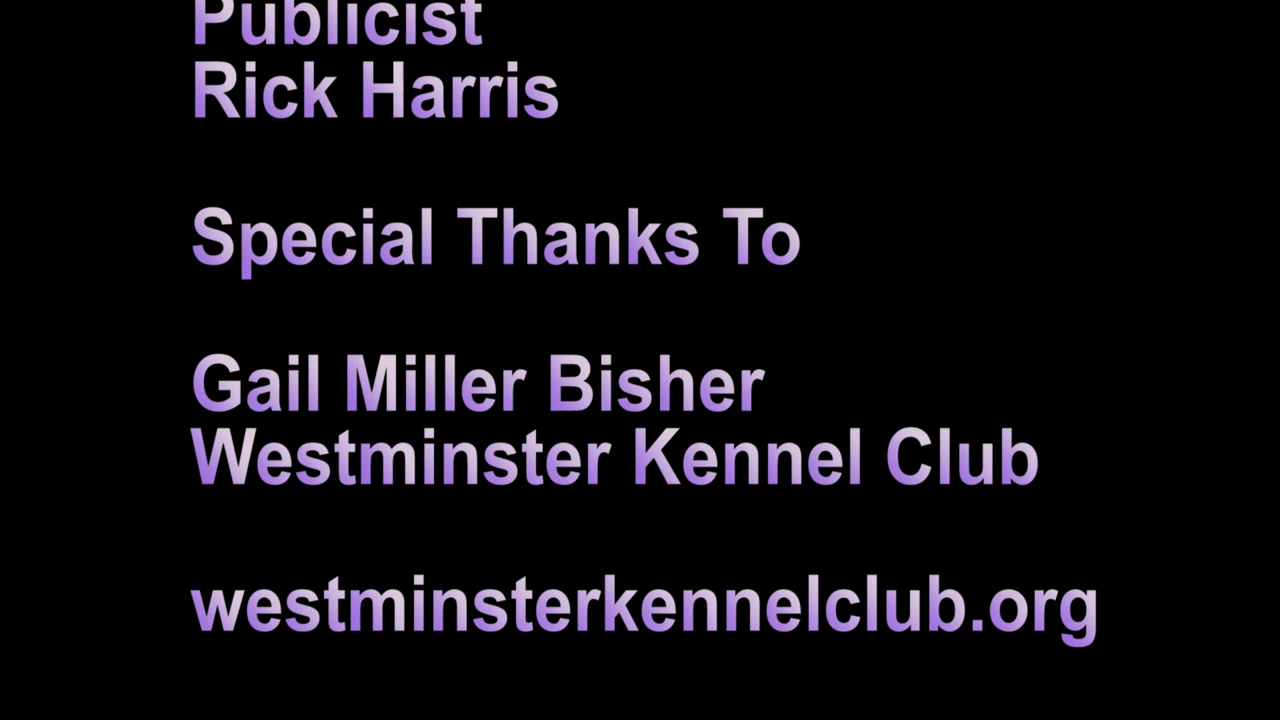 Publicist
Rick Harris
Special Thanks To
Gail Miller Bisher
Westminster Kennel Club
westminsterkennelclub.org